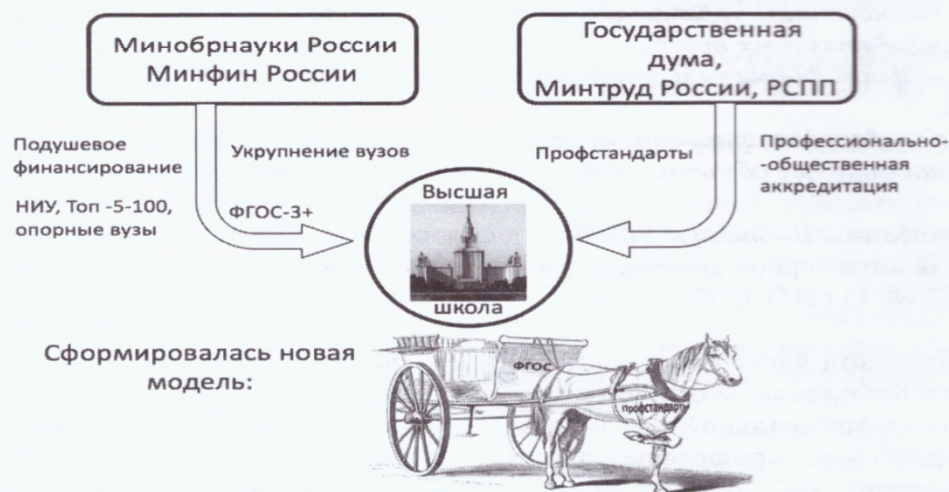 Минобрнауки России
Минфин России
Государственная
дума,
Минтруд России, РСПП
Подушевое
финансирование
Укрупнение вузов
НИУ, Топ -5-100,
опорные вузы
ФГОС-3+
Профстандарты
Профессионально-
-общественная
аккредитация
Высшая
школа
Сформировалась новая
модель:
ФГОС
Профстандарт